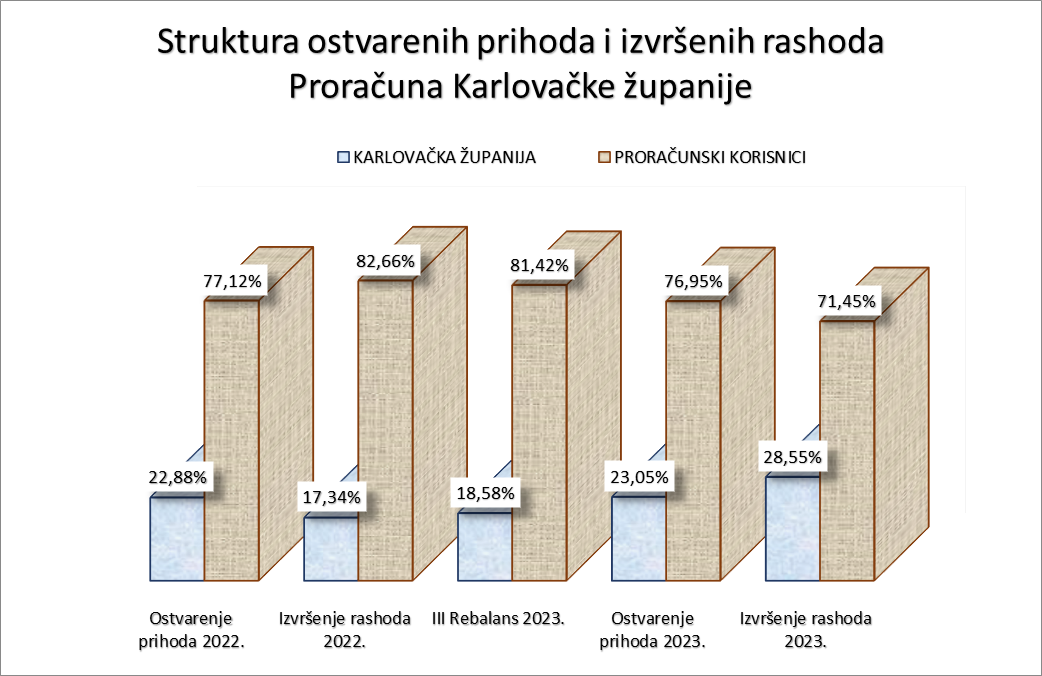 Struktura ostvarenih prihoda i izvršenih rashoda
Proračuna Karlovačke županije
KARLOVAČKA ŽUPANIJA
PRORAČUNSKI KORISNICI
77,12%
82,66%
81,42%
76,95%
71,45%
22,88%
17,34%
18,58%
23,05%
28,55%
Ostvarenje
prihoda 2022.
Izvršenje rashoda
2022.
III Rebalans 2023.
Ostvarenje
prihoda 2023.
Izvršenje rashoda
2023.